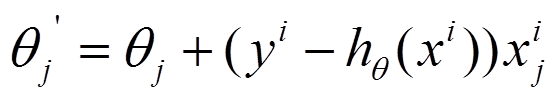 θ_j' = θ_j + (y^i − h_θ(x^i))x_j^i